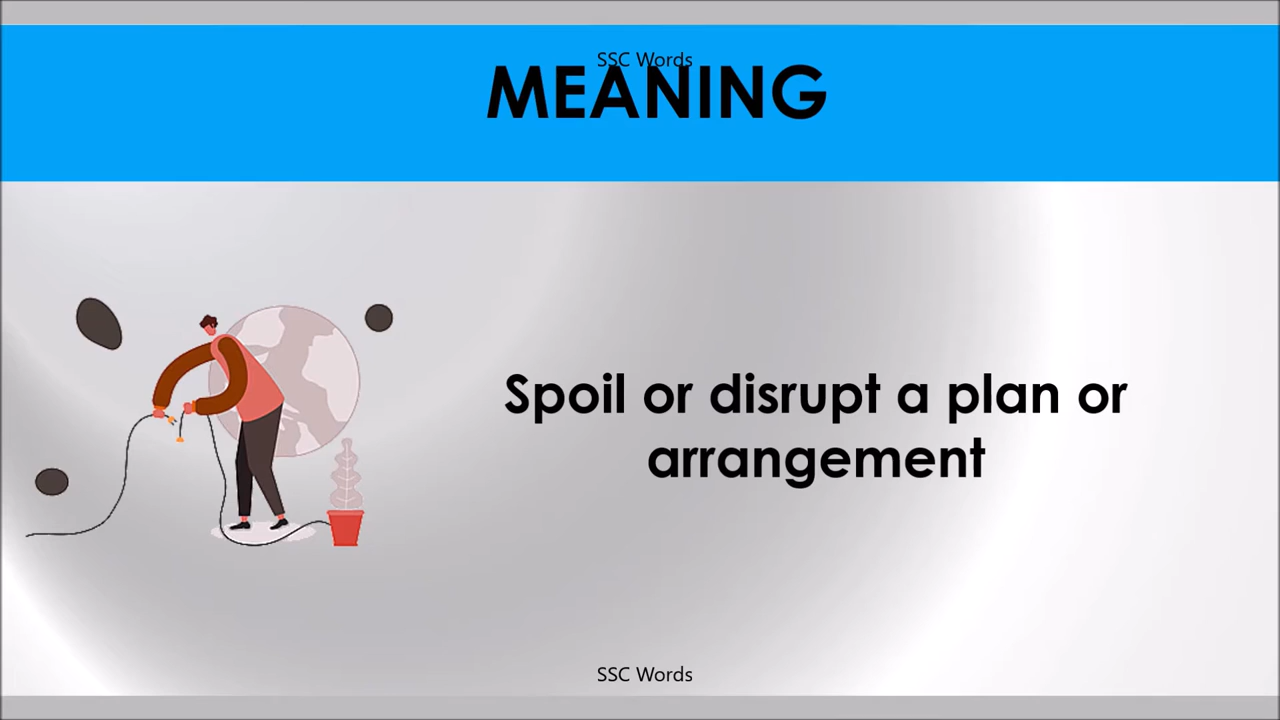 SSC Words
MEANING
Spoil or disrupt a plan or
arrangement
SSC Words